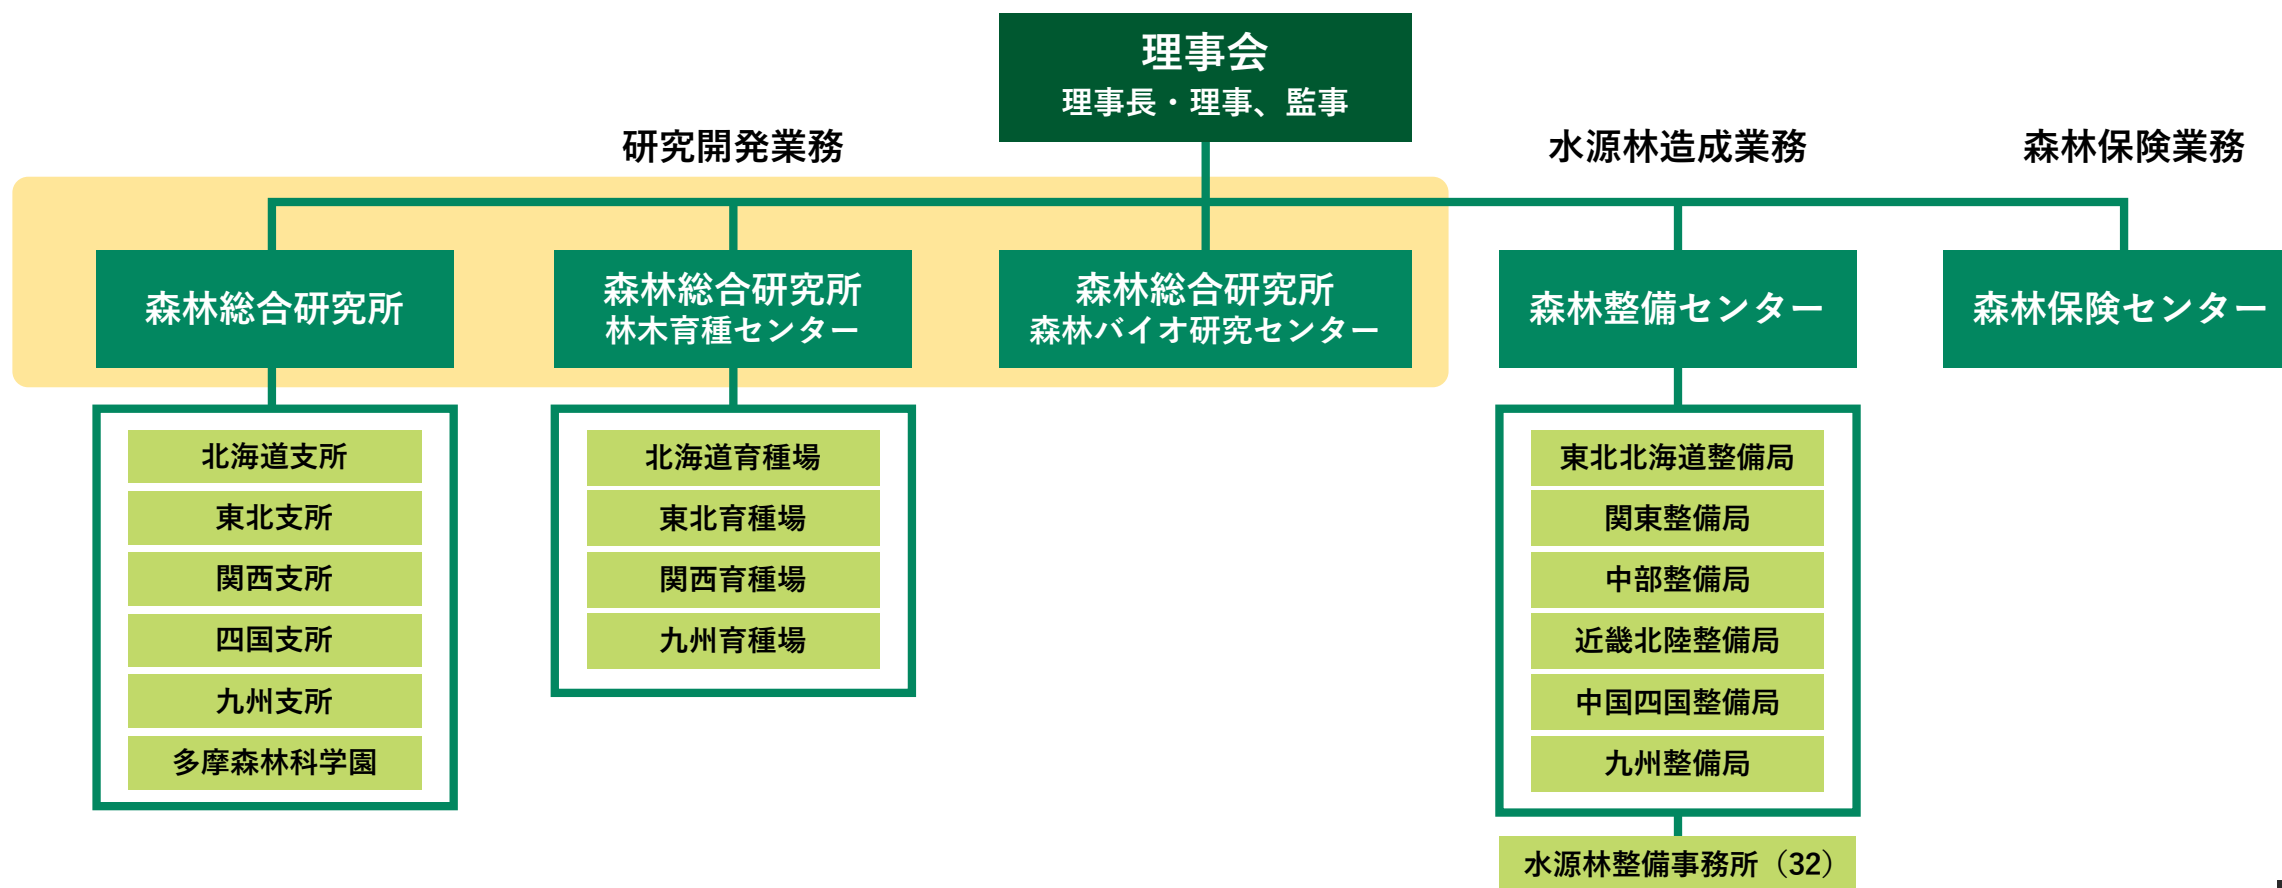 理事会
理事長・理事、監事
研究開発業務
水源林造成業務
森林保険業務
森林総合研究所
森林総合研究所
林木育種センター
森林総合研究所
森林バイオ研究センター
森林整備センター
森林保険センター
北海道支所
東北支所
関西支所
四国支所
九州支所
多摩森林科学園
北海道育種場
東北育種場
関西育種場
九州育種場
東北北海道整備局
関東整備局
中部整備局
近畿北陸整備局
中国四国整備局
九州整備局
水源林整備事務所（32）